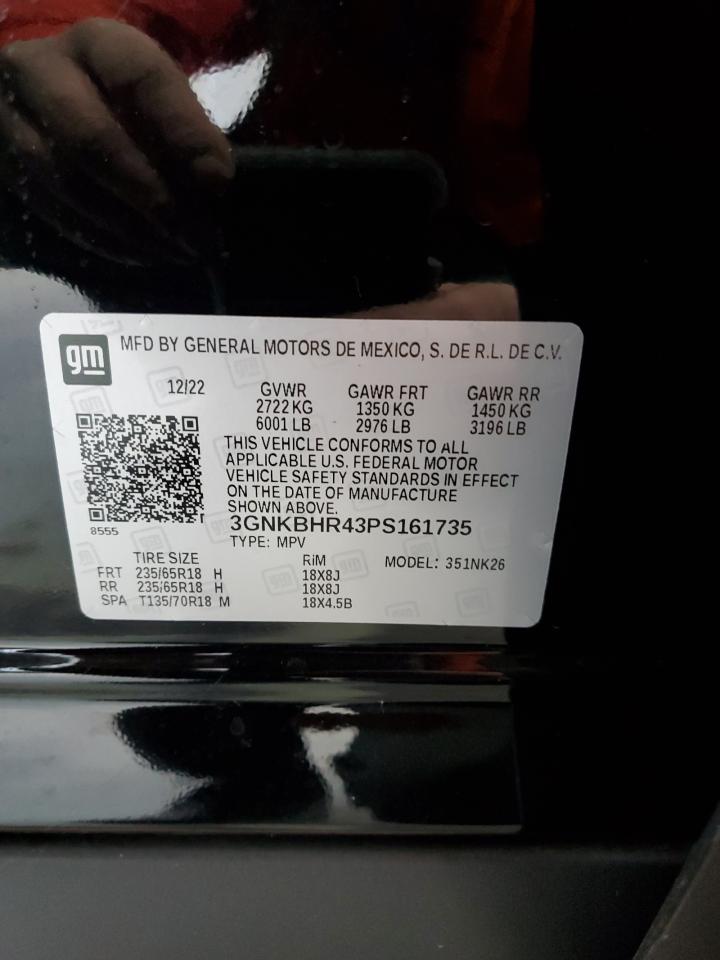 gm MFD BY GENERAL MOTORS DE MEXICO, S. DE R.L. DE C.V.
12/22 GVWR GAWR FRT GAWR RR
2722 KG 1350 KG 1450 KG
6001 LB 2976 LB 3196 LB
THIS VEHICLE CONFORMS TO ALL
APPLICABLE U.S. FEDERAL MOTOR
VEHICLE SAFETY STANDARDS IN EFFECT
ON THE DATE OF MANUFACTURE
SHOWN ABOVE.
3GNKBHR43PS161735
8555
TYPE: MPV
TIRE SIZE RIM MODEL: 351NK26
FRT 235/65R18 H 18X8J
RR 235/65R18 H 18X8J
SPA T135/70R18 M 18X4.5B